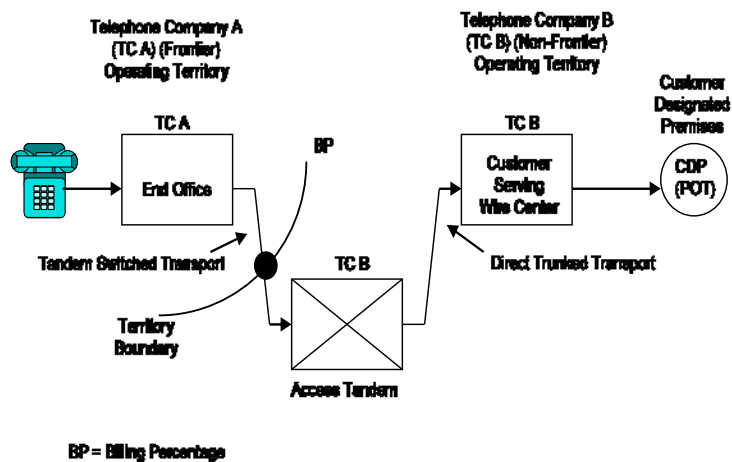 Telephone Company A
(TC A) (Frontier)
Operating Territory
Telephone Company B
(TC B) (Non-Frontier)
Operating Territory
Customer
Designated
Premises
TC A
TC B
BP
End Office
Customer
Serving
Wire Center
CDP
(POT)
Tandem Switched Transport
TC B
Direct Trunked Transport
Territory
Boundary
Access Tandem
BP = Billing Percentage